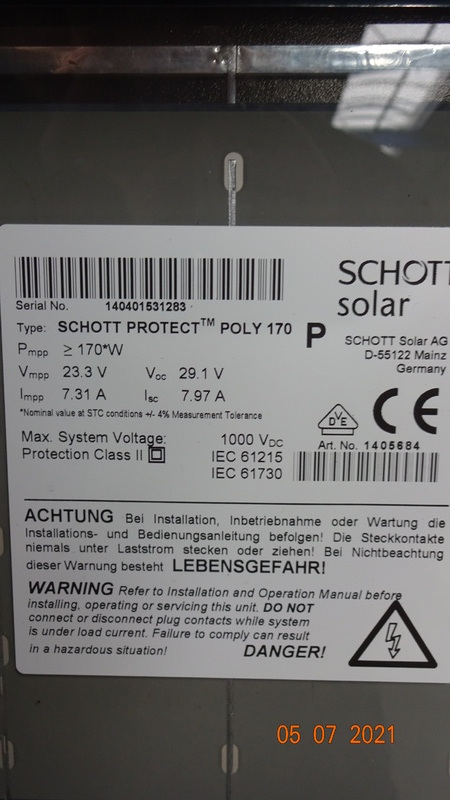 SCHOTT
solar
Serial No. 140401531283
Type: SCHOTT PROTECT™ POLY 170 P
SCHOTT Solar AG
D-55122 Mainz
Germany
Pmpp ≥ 170*W
Vmpp 23.3 V Voc 29.1 V
Impp 7.31 A Isc 7.97 A
*Nominal value at STC conditions +/- 4% Measurement Tolerance
DVE
CE
Max. System Voltage: 1000 VDC
Art. No. 1405684
Protection Class II IEC 61215
IEC 61730
ACHTUNG Bei Installation, Inbetriebnahme oder Wartung die
Installations- und Bedienungsanleitung befolgen! Die Steckkontakte
niemals unter Laststrom stecken oder ziehen! Bei Nichtbeachtung
dieser Warnung besteht LEBENSGEFAHR!
WARNING Refer to Installation and Operation Manual before
installing, operating or servicing this unit. DO NOT
connect or disconnect plug contacts while system
is under load current. Failure to comply can result
in a hazardous situation! DANGER!
05 07 2021